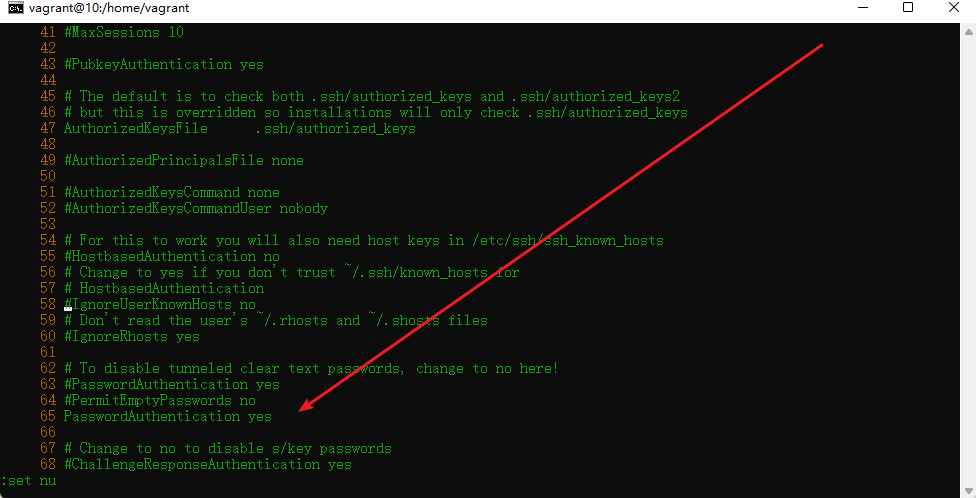 vagrant@10:/home/vagrant
41 #MaxSessions 10
42
43 #PubkeyAuthentication yes
44
45 # The default is to check both .ssh/authorized_keys and .ssh/authorized_keys2
46 # but this is overridden so installations will only check .ssh/authorized_keys
47 AuthorizedKeysFile      .ssh/authorized_keys
48
49 #AuthorizedPrincipalsFile none
50
51 #AuthorizedKeysCommand none
52 #AuthorizedKeysCommandUser nobody
53
54 # For this to work you will also need host keys in /etc/ssh/ssh_known_hosts
55 #HostbasedAuthentication no
56 # Change to yes if you don't trust ~/.ssh/known_hosts for
57 # HostbasedAuthentication
58 #IgnoreUserKnownHosts no
59 # Don't read the user's ~/.rhosts and ~/.shosts files
60 #IgnoreRhosts yes
61
62 # To disable tunneled clear text passwords, change to no here!
63 #PasswordAuthentication yes
64 #PermitEmptyPasswords no
65 PasswordAuthentication yes
66
67 # Change to no to disable s/key passwords
68 #ChallengeResponseAuthentication yes
:set nu